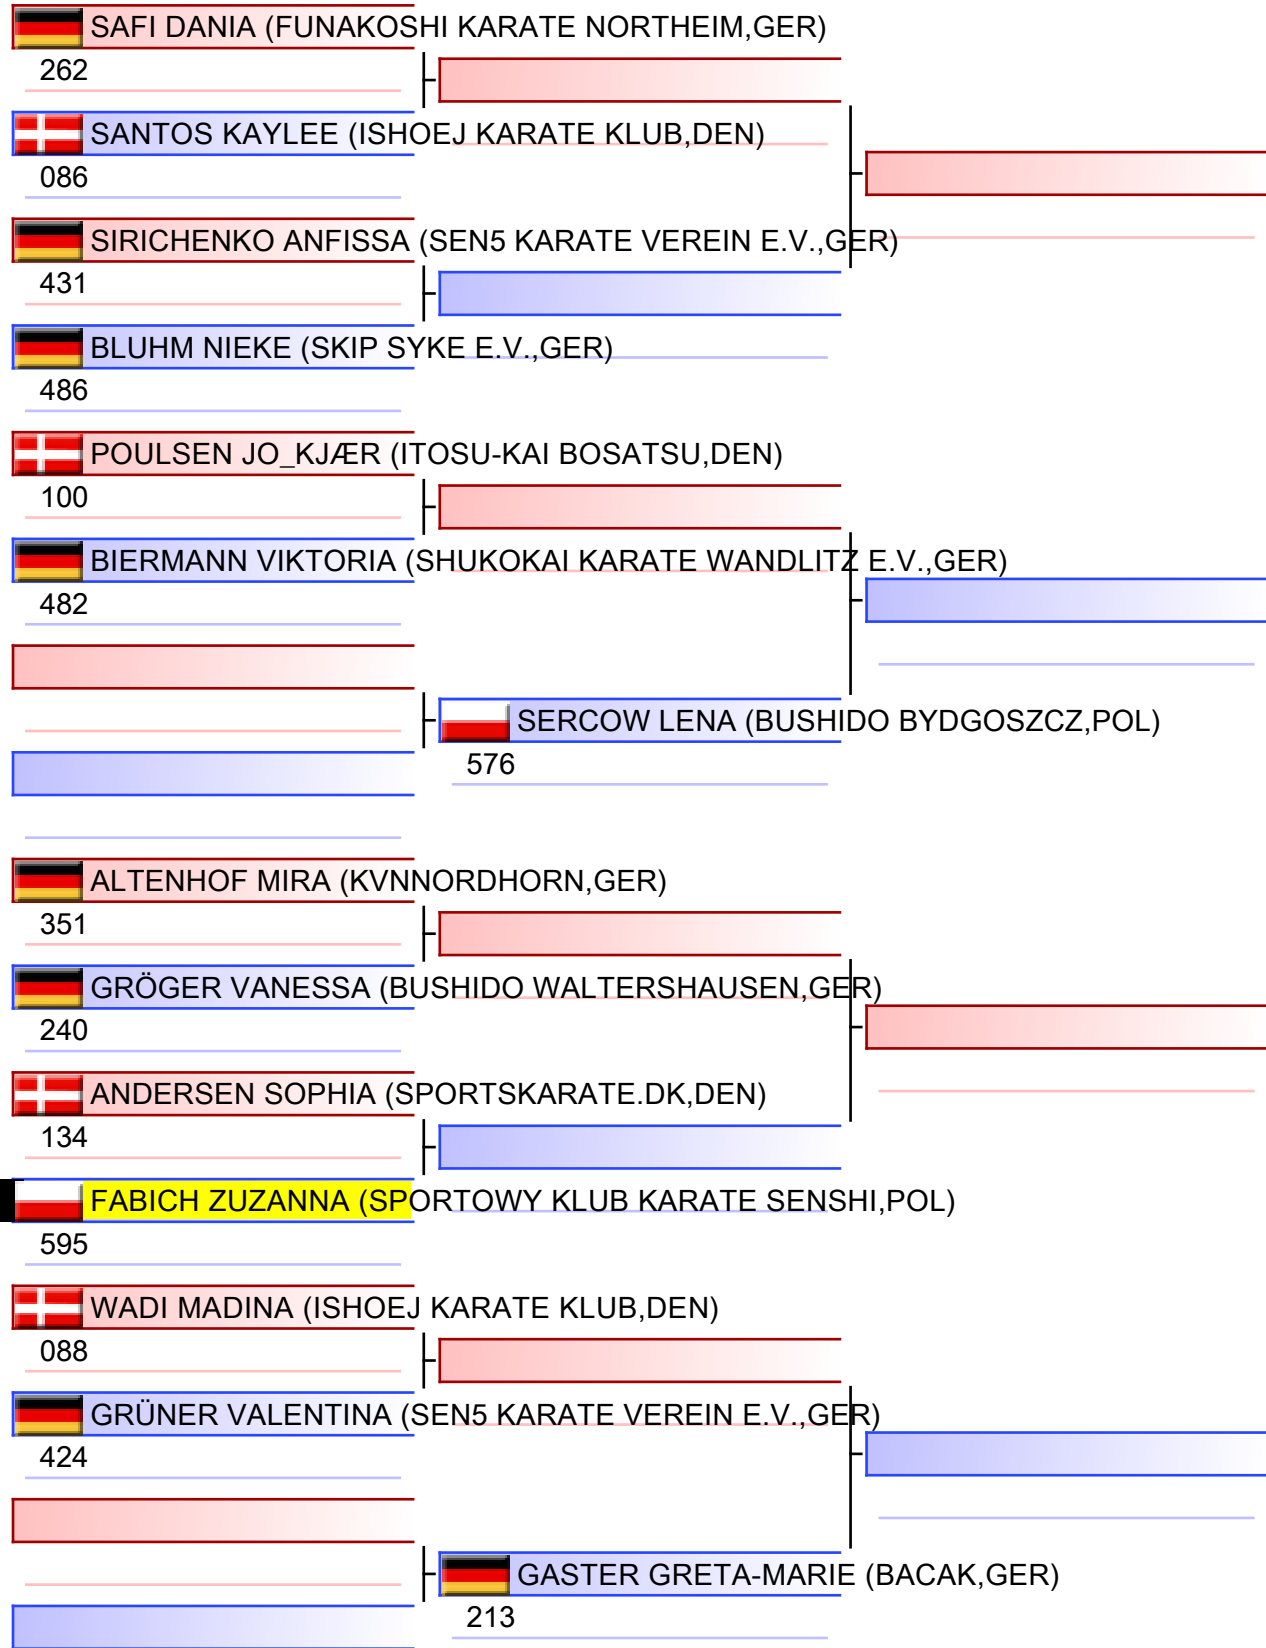 SAFI DANIA (FUNAKOSHI KARATE NORTHEIM,GER)
262
SANTOS KAYLEE (ISHOEJ KARATE KLUB,DEN)
086
SIRICHENKO ANFISSA (SEN5 KARATE VEREIN E.V.,GER)
431
BLUHM NIEKE (SKIP SYKE E.V.,GER)
486
POULSEN JO_KJÆR (ITOSU-KAI BOSATSU,DEN)
100
BIERMANN VIKTORIA (SHUKOKAI KARATE WANDLITZ E.V.,GER)
482
SERCOW LENA (BUSHIDO BYDGOSZCZ,POL)
576
ALTENHOF MIRA (KVNNORDHORN,GER)
351
GRÖGER VANESSA (BUSHIDO WALTERSHAUSEN,GER)
240
ANDERSEN SOPHIA (SPORTSKARATE.DK,DEN)
134
FABICH ZUZANNA (SPORTOWY KLUB KARATE SENSHI,POL)
595
WADI MADINA (ISHOEJ KARATE KLUB,DEN)
088
GRÜNER VALENTINA (SEN5 KARATE VEREIN E.V.,GER)
424
GASTER GRETA-MARIE (BACAK,GER)
213